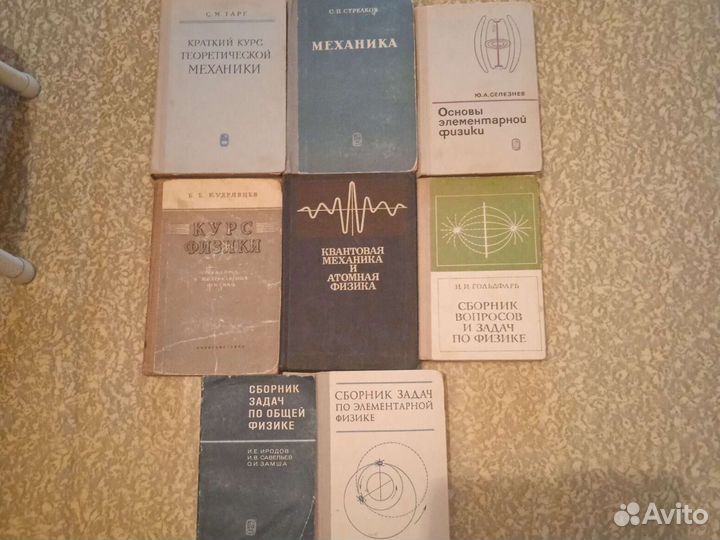 С. М. ТАРГ
КРАТКИЙ КУРС
ТЕОРЕТИЧЕСКОЙ
МЕХАНИКИ
С. П. СТРЕЛКОВ
МЕХАНИКА
Ю. А. СЕЛЕЗНЕВ
Основы
элементарной
физики
Б. Б. КУДРЯВЦЕВ
КУРС
ФИЗИКИ
КВАНТОВАЯ
МЕХАНИКА
И
АТОМНАЯ
ФИЗИКА
Н. И. ГОЛЬДФАРБ
СБОРНИК
ВОПРОСОВ
И ЗАДАЧ
ПО ФИЗИКЕ
СБОРНИК
ЗАДАЧ
ПО ОБЩЕЙ
ФИЗИКЕ
И. Е. ИРОДОВ
И. В. САВЕЛЬЕВ
О. И. ЗАМША
СБОРНИК ЗАДАЧ
ПО ЭЛЕМЕНТАРНОЙ
ФИЗИКЕ
Avito